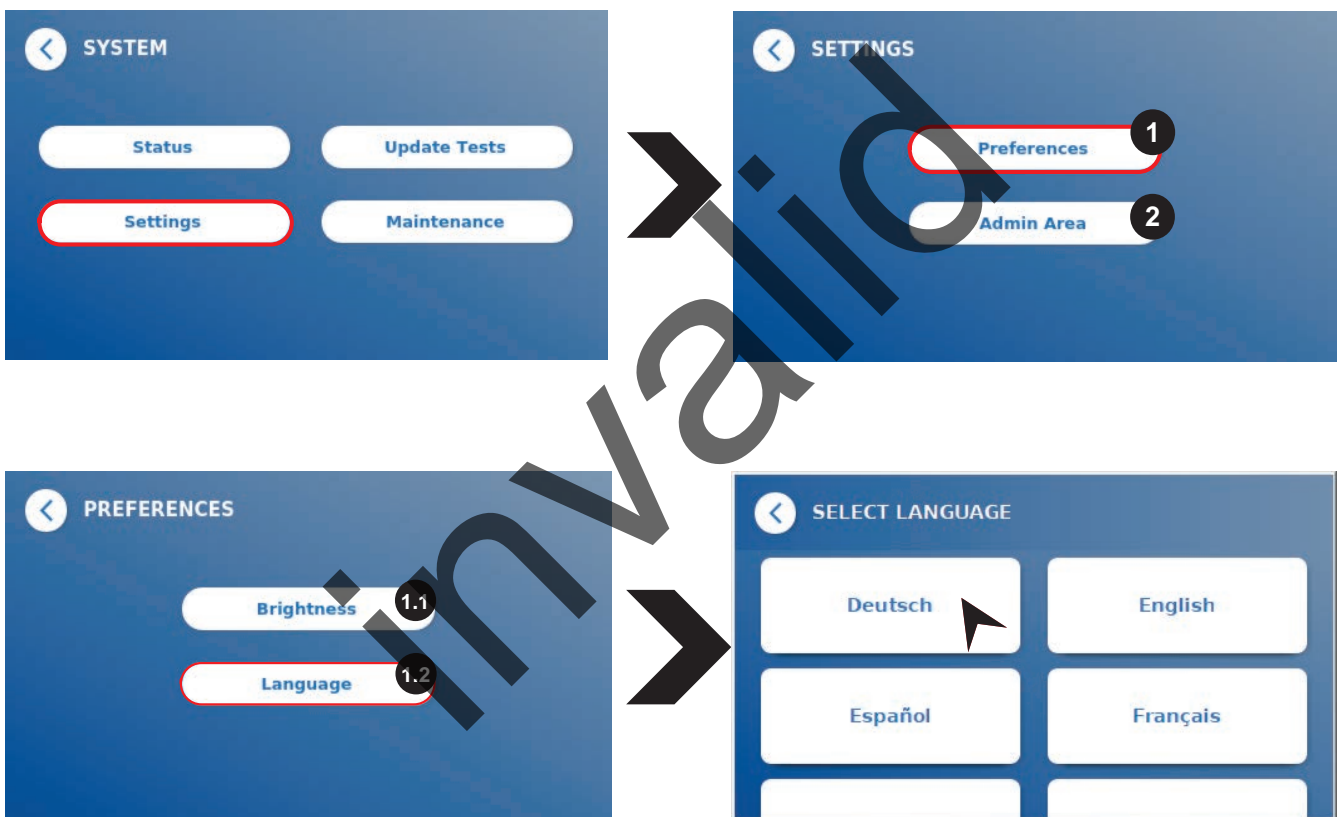 SYSTEM
Status
Update Tests
Settings
Maintenance
SETTINGS
Preferences
1
Admin Area
2
PREFERENCES
Brightness
1.1
Language
1.2
SELECT LANGUAGE
Deutsch
English
Español
Français
invalid